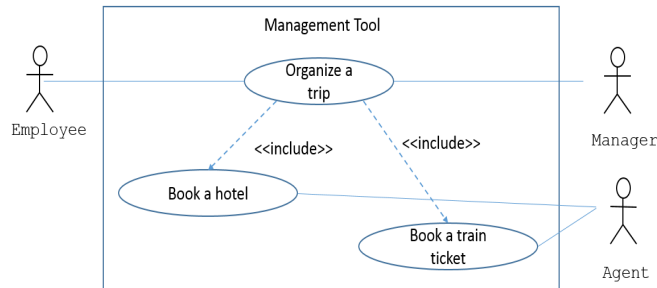 Management Tool
Organize a
trip
Employee
Manager
<<include>>
<<include>>
Book a hotel
Book a train
ticket
Agent